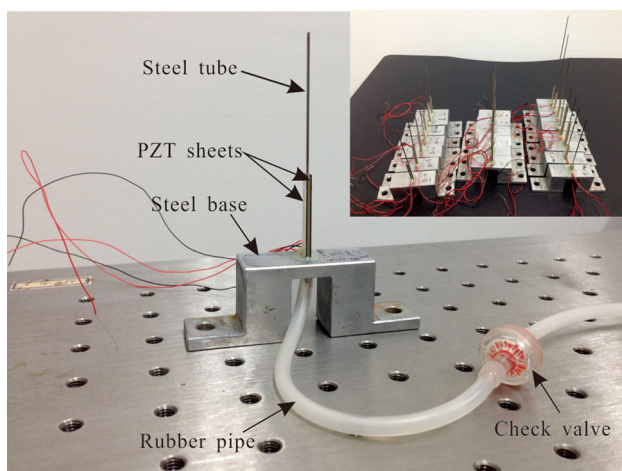 Steel tube
PZT sheets
Steel base
Rubber pipe
Check valve